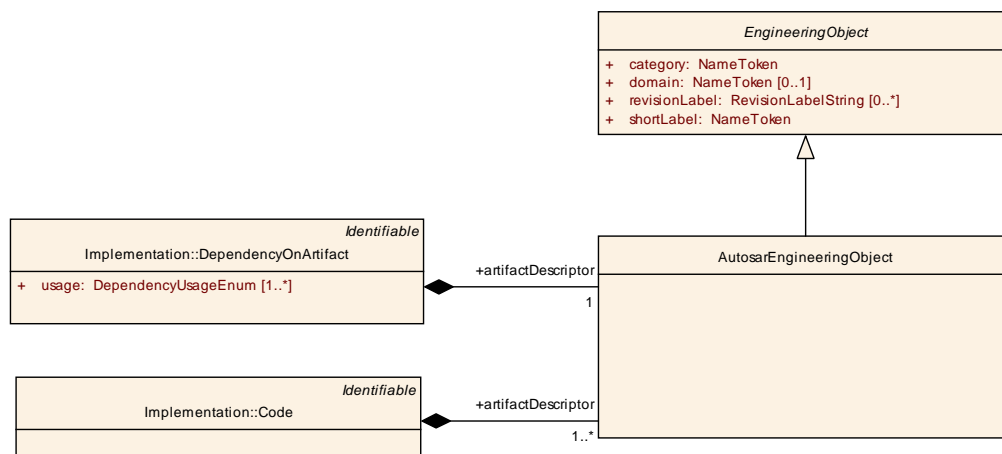 EngineeringObject
+ category: NameToken
+ domain: NameToken [0..1]
+ revisionLabel: RevisionLabelString [0..*]
+ shortLabel: NameToken
Identifiable
Implementation::DependencyOnArtifact
+ usage: DependencyUsageEnum [1..*]
+artifactDescriptor
1
AutosarEngineeringObject
Identifiable
Implementation::Code
+artifactDescriptor
1..*